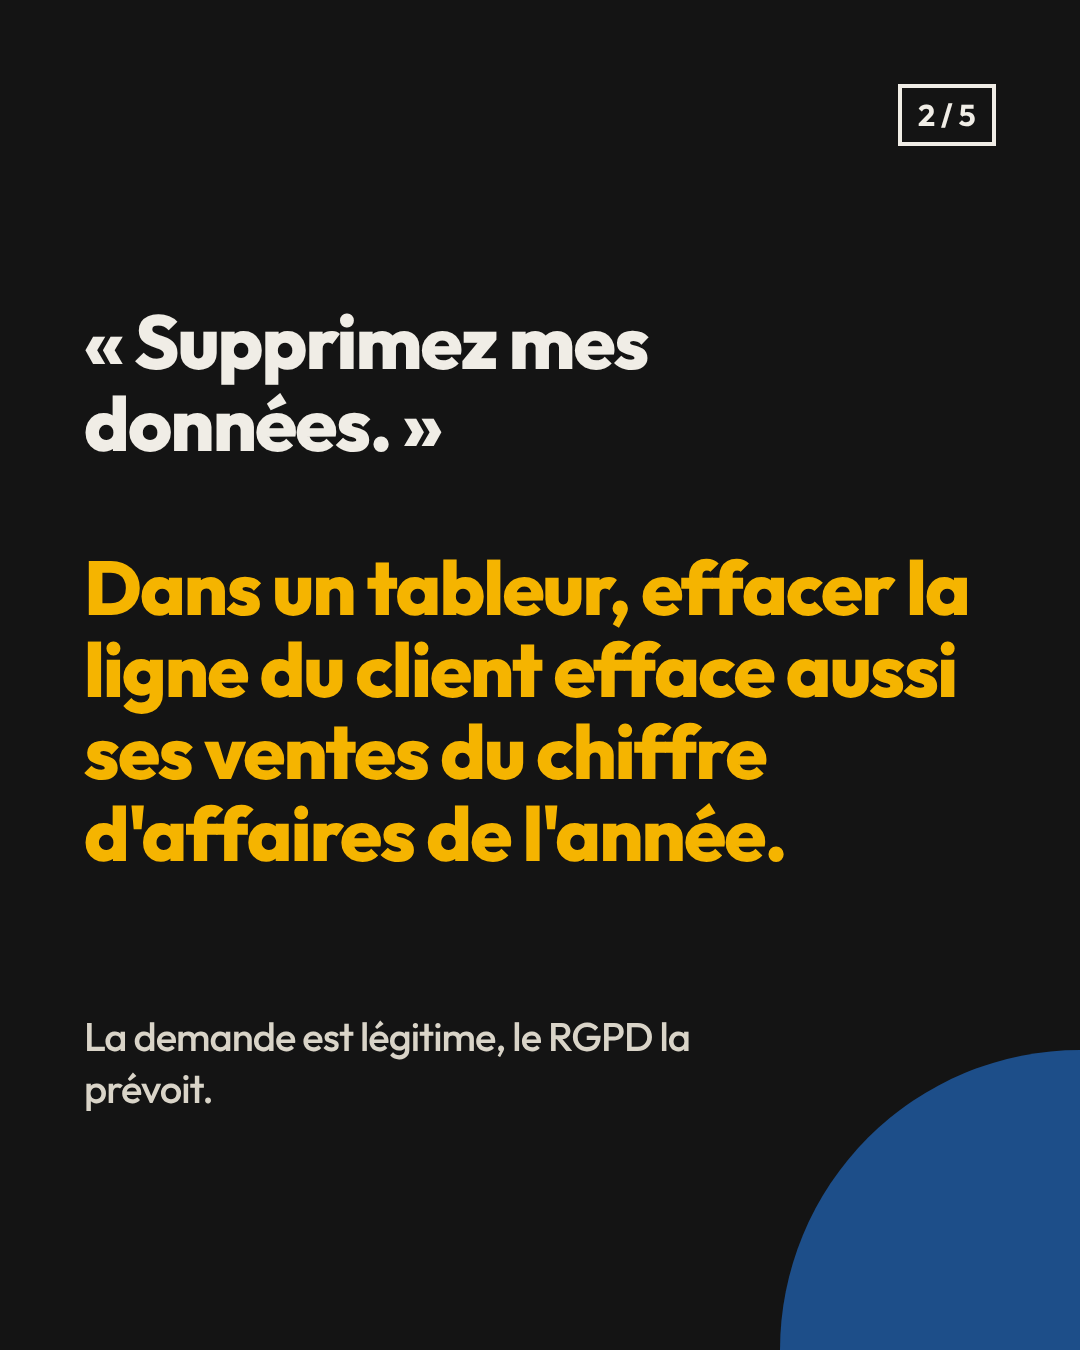 2 / 5
« Supprimez mes
données. »
Dans un tableur, effacer la
ligne du client efface aussi
ses ventes du chiffre
d'affaires de l'année.
La demande est légitime, le RGPD la
prévoit.